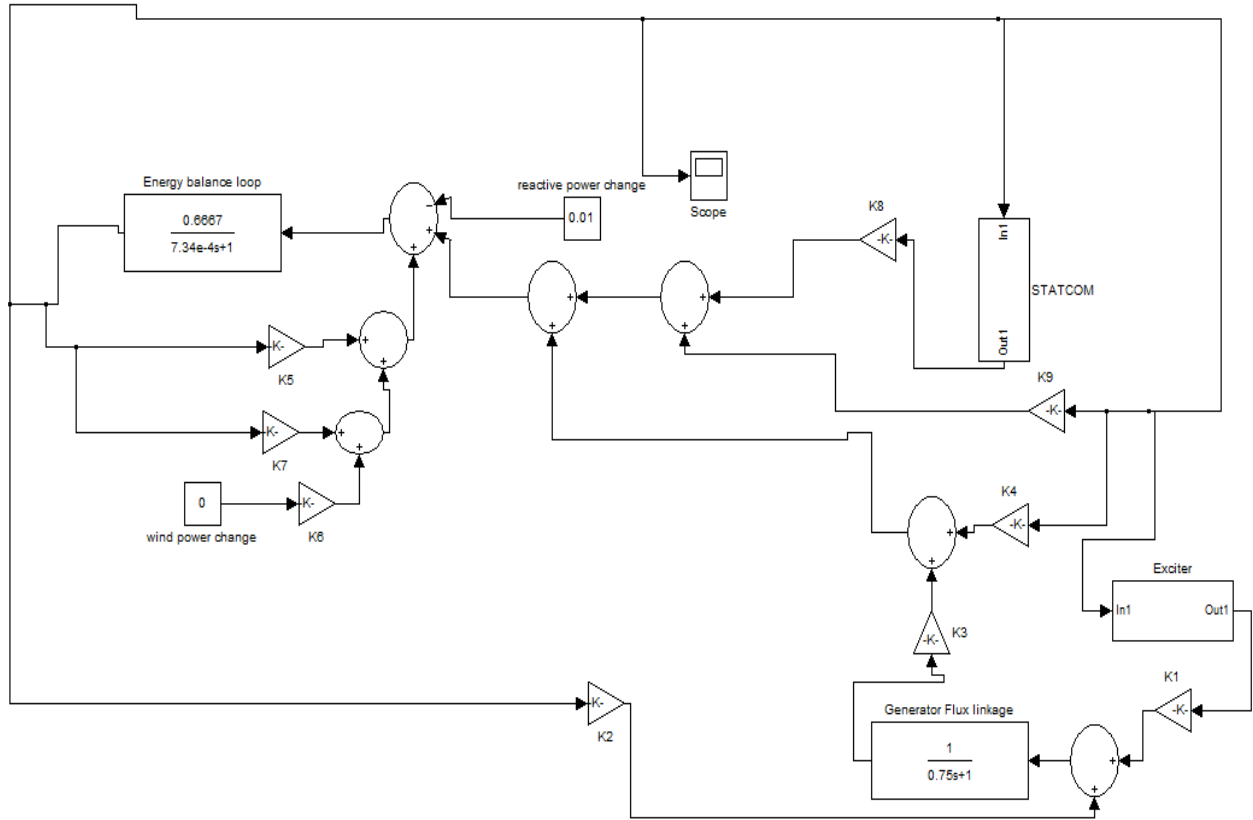 Energy balance loop
0.6667
7.34e-4s+1
reactive power change
0.01
−
+
+
Scope
K8
-K-
In1
STATCOM
Out1
+
+
+
+
K-
K5
+
+
K9
-K-
K-
K7
+
+
0
wind power change
K-
K6
K4
-K-
+
+
Exciter
In1
Out1
-K-
K3
K1
-K-
K-
K2
Generator Flux linkage
1
0.75s+1
+
+